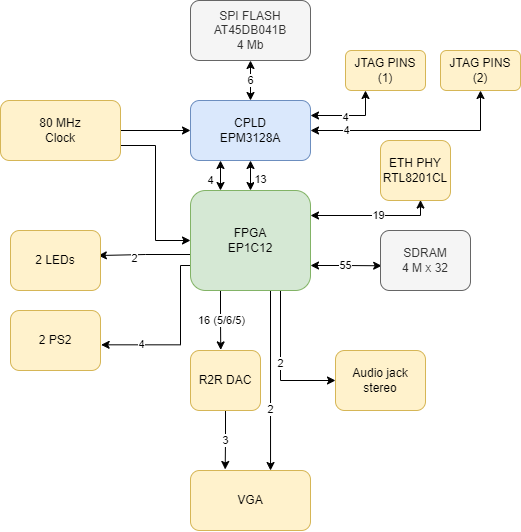 SPI FLASH
AT45DB041B
4 Mb
6
JTAG PINS
(1)
JTAG PINS
(2)
80 MHz
Clock
CPLD
EPM3128A
4
4
4
13
ETH PHY
RTL8201CL
19
FPGA
EP1C12
SDRAM
4 M x 32
55
2 LEDs
2
2 PS2
4
16 (5/6/5)
2
R2R DAC
Audio jack
stereo
2
3
VGA